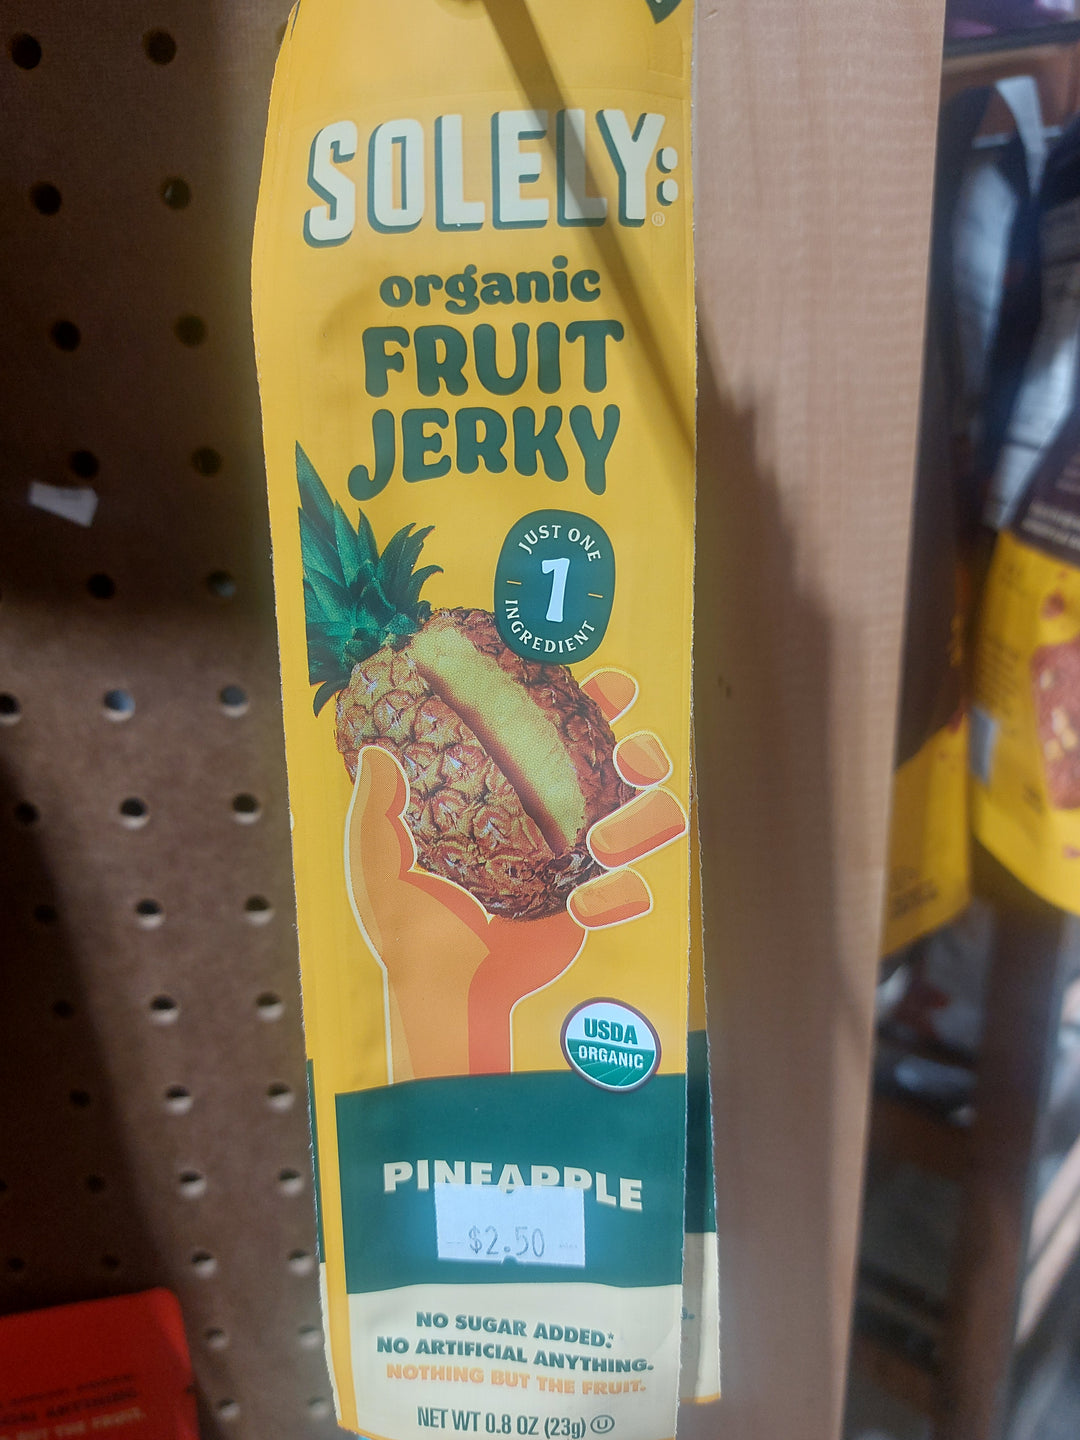 SOLELY:®
organic
FRUIT
JERKY
JUST ONE
1
INGREDIENT
USDA
ORGANIC
PINEAPPLE
$2.50
NO SUGAR ADDED.*
NO ARTIFICIAL ANYTHING.
NOTHING BUT THE FRUIT.
NET WT 0.8 OZ (23g) U